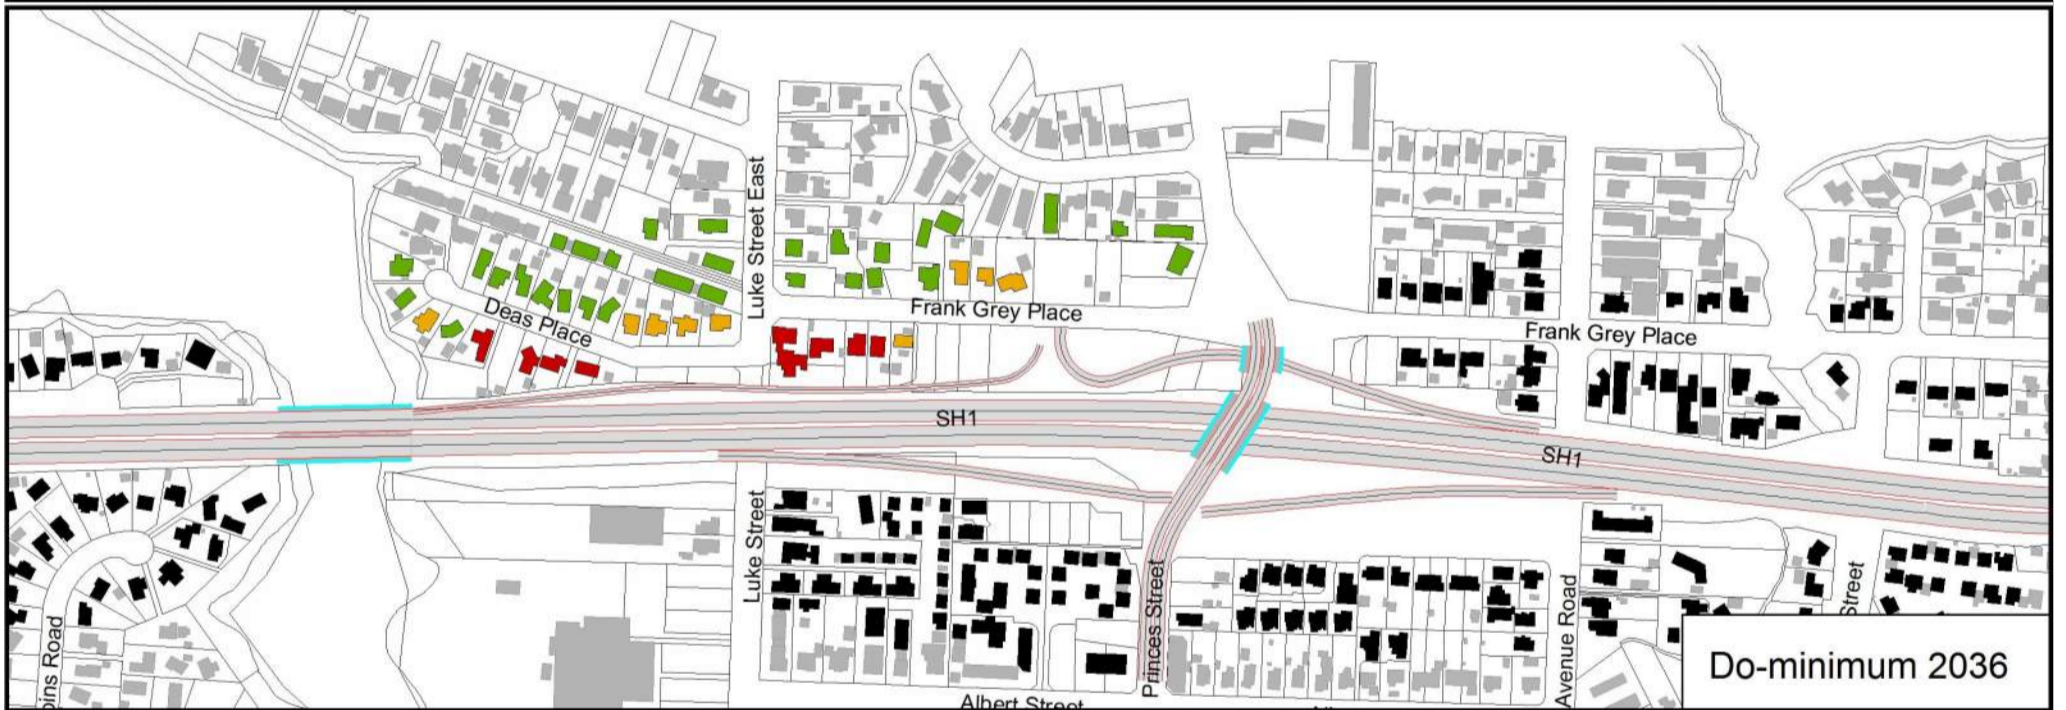 Luke Street East
Deas Place
Frank Grey Place
Frank Grey Place
SH1
SH1
Luke Street
Princes Street
Avenue Road
Street
Road
Do-minimum 2036
Albert Street